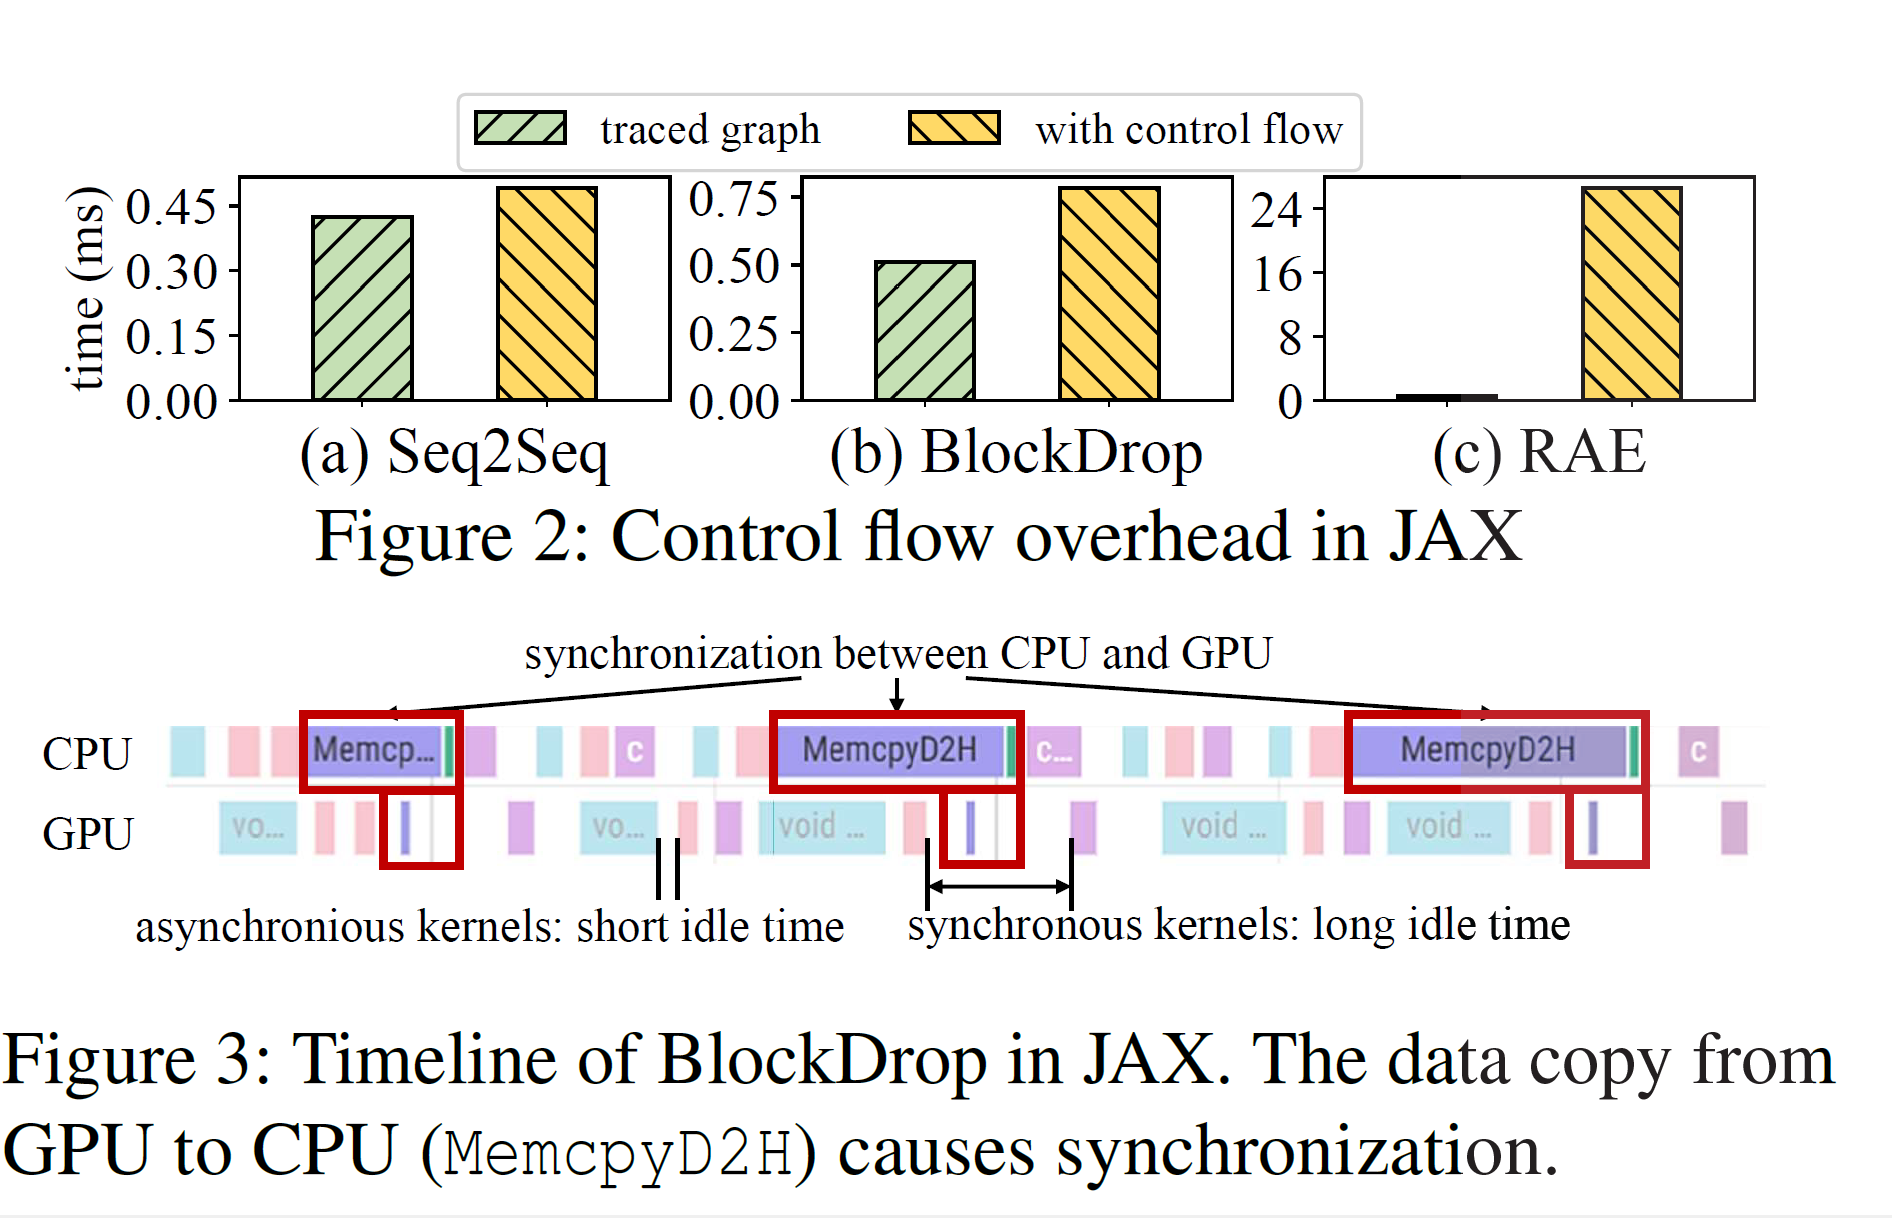 traced graph with control flow
time (ms)
0.45
0.30
0.15
0.00
0.75
0.50
0.25
0.00
24
16
8
0
(a) Seq2Seq (b) BlockDrop (c) RAE
Figure 2: Control flow overhead in JAX
synchronization between CPU and GPU
CPU Memcp... c MemcpyD2H c... MemcpyD2H c
GPU vo... vo... void ... void ... void ...
asynchronious kernels: short idle time synchronous kernels: long idle time
Figure 3: Timeline of BlockDrop in JAX. The data copy from
GPU to CPU (MemcpyD2H) causes synchronization.